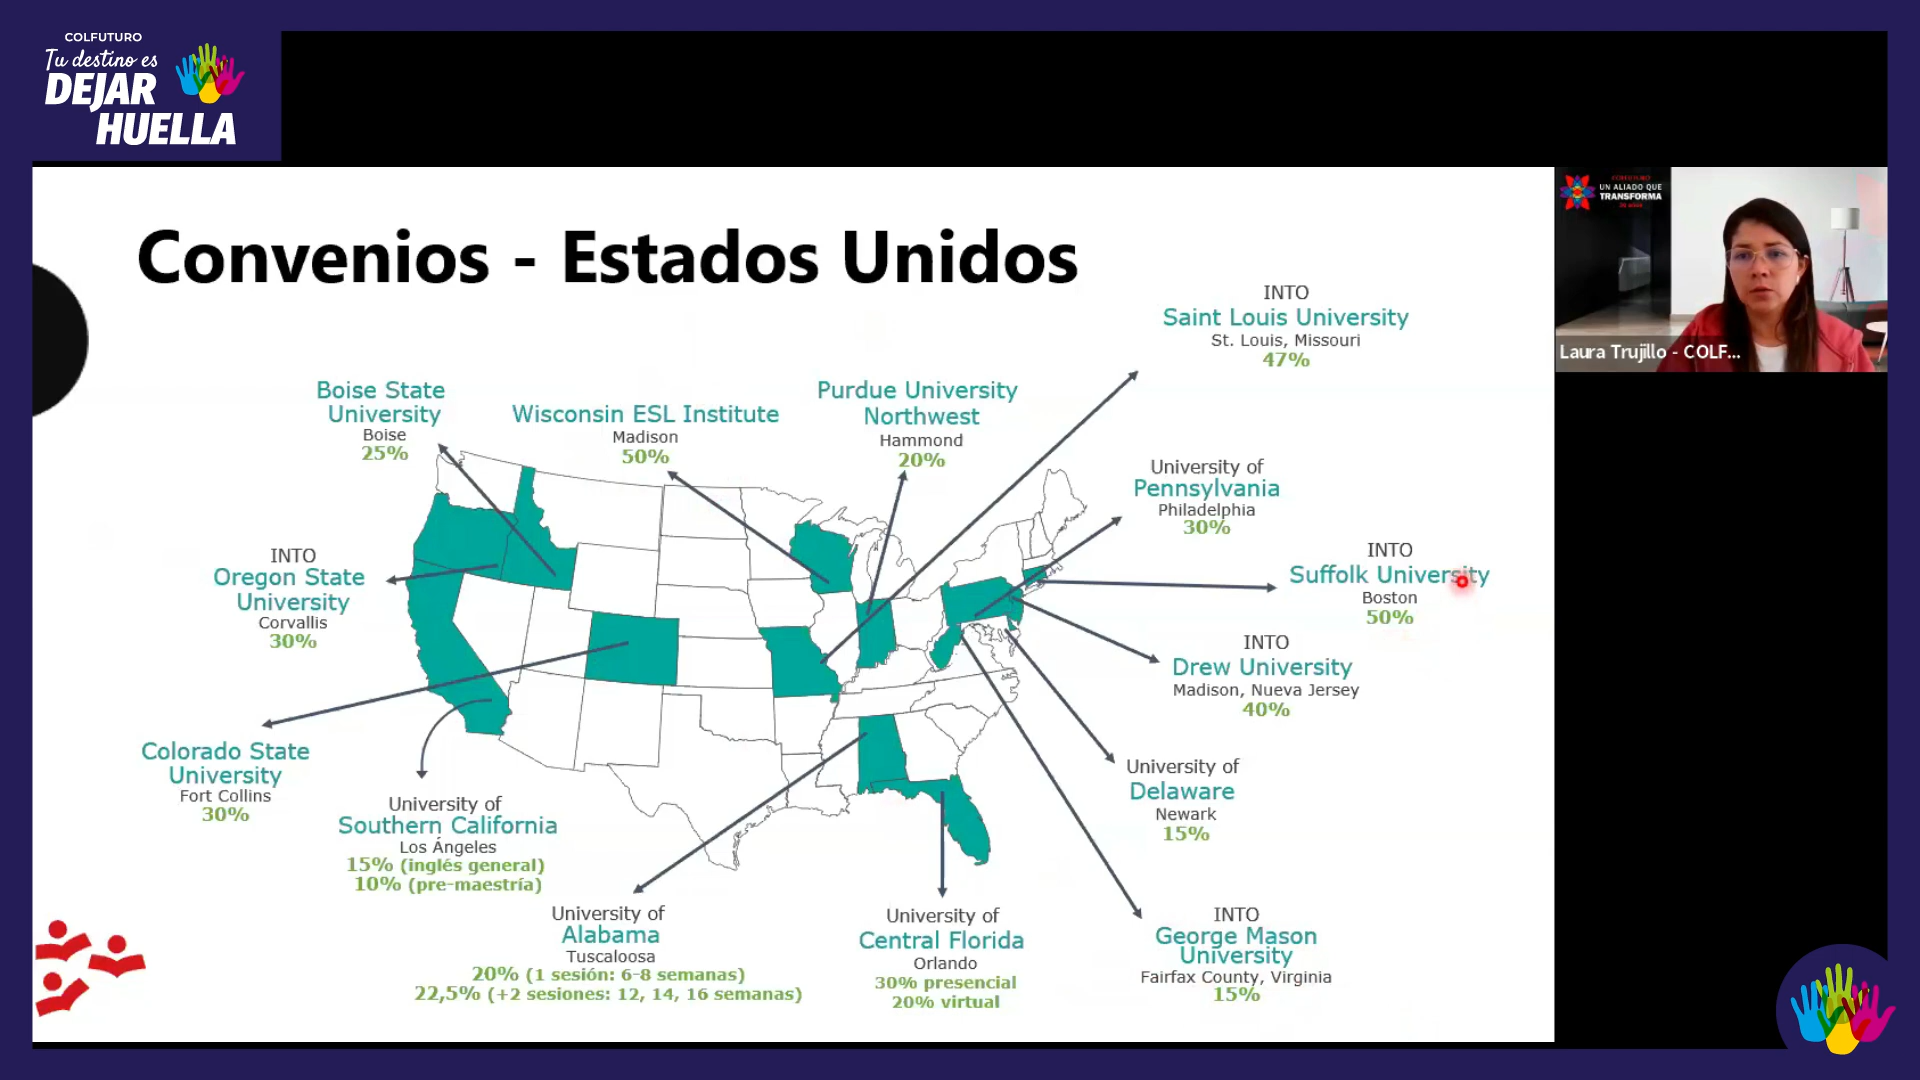 COLFUTURO
Tu destino es
DEJAR
HUELLA
UN ALIADO QUE
TRANSFORMA
Laura Trujillo - COLF...
Convenios - Estados Unidos
INTO
Saint Louis University
St. Louis, Missouri
47%
Boise State
University
Boise
25%
Wisconsin ESL Institute
Madison
50%
Purdue University
Northwest
Hammond
20%
University of
Pennsylvania
Philadelphia
30%
INTO
Oregon State
University
Corvallis
30%
INTO
Suffolk University
Boston
50%
INTO
Drew University
Madison, Nueva Jersey
40%
Colorado State
University
Fort Collins
30%
University of
Southern California
Los Ángeles
15% (inglés general)
10% (pre-maestría)
University of
Delaware
Newark
15%
University of
Alabama
Tuscaloosa
20% (1 sesión: 6-8 semanas)
22,5% (+2 sesiones: 12, 14, 16 semanas)
University of
Central Florida
Orlando
30% presencial
20% virtual
INTO
George Mason
University
Fairfax County, Virginia
15%